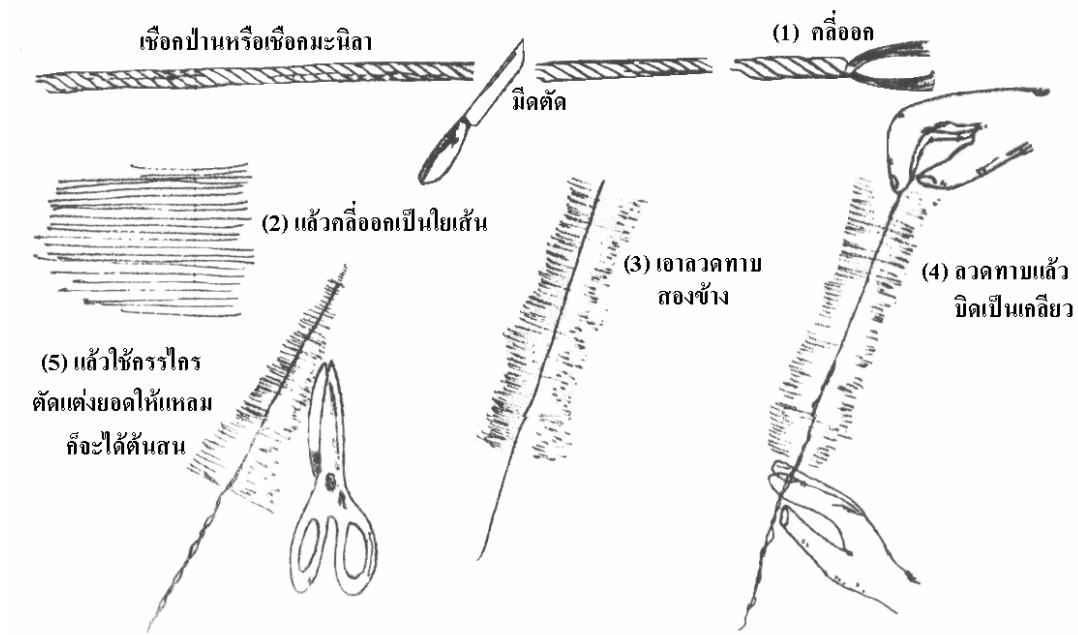 เชือกป่านหรือเชือกมะนิลา
มีดตัด
(1) คลี่ออก
(2) แล้วคลี่ออกเป็นใยเส้น
(3) เอาลวดทาบ
สองข้าง
(4) ลวดทาบแล้ว
บิดเป็นเกลียว
(5) แล้วใช้กรรไกร
ตัดแต่งยอดให้แหลม
ก็จะได้ต้นสน